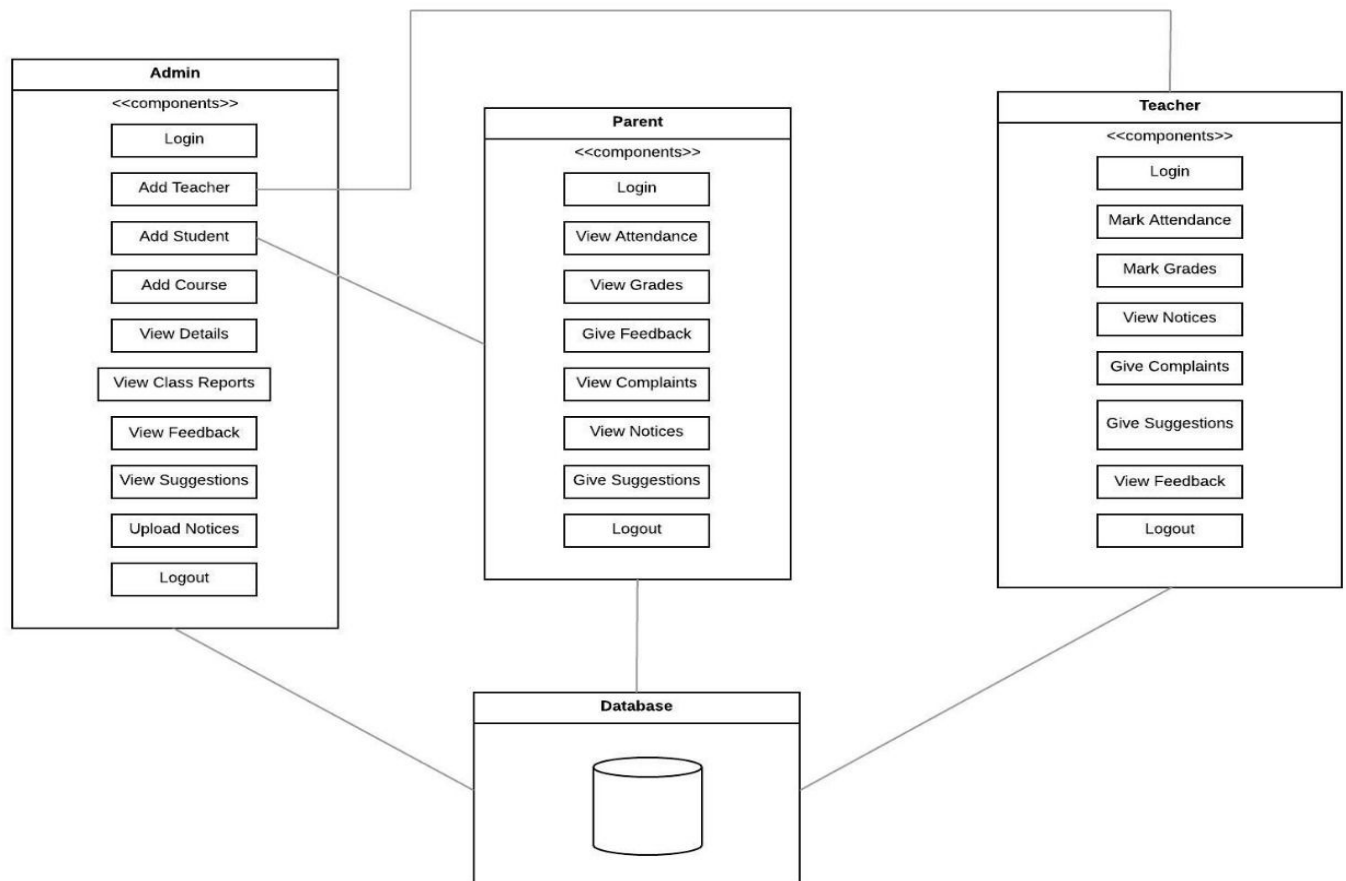 Admin
<<components>>
Login
Add Teacher
Add Student
Add Course
View Details
View Class Reports
View Feedback
View Suggestions
Upload Notices
Logout
Parent
<<components>>
Login
View Attendance
View Grades
Give Feedback
View Complaints
View Notices
Give Suggestions
Logout
Teacher
<<components>>
Login
Mark Attendance
Mark Grades
View Notices
Give Complaints
Give Suggestions
View Feedback
Logout
Database